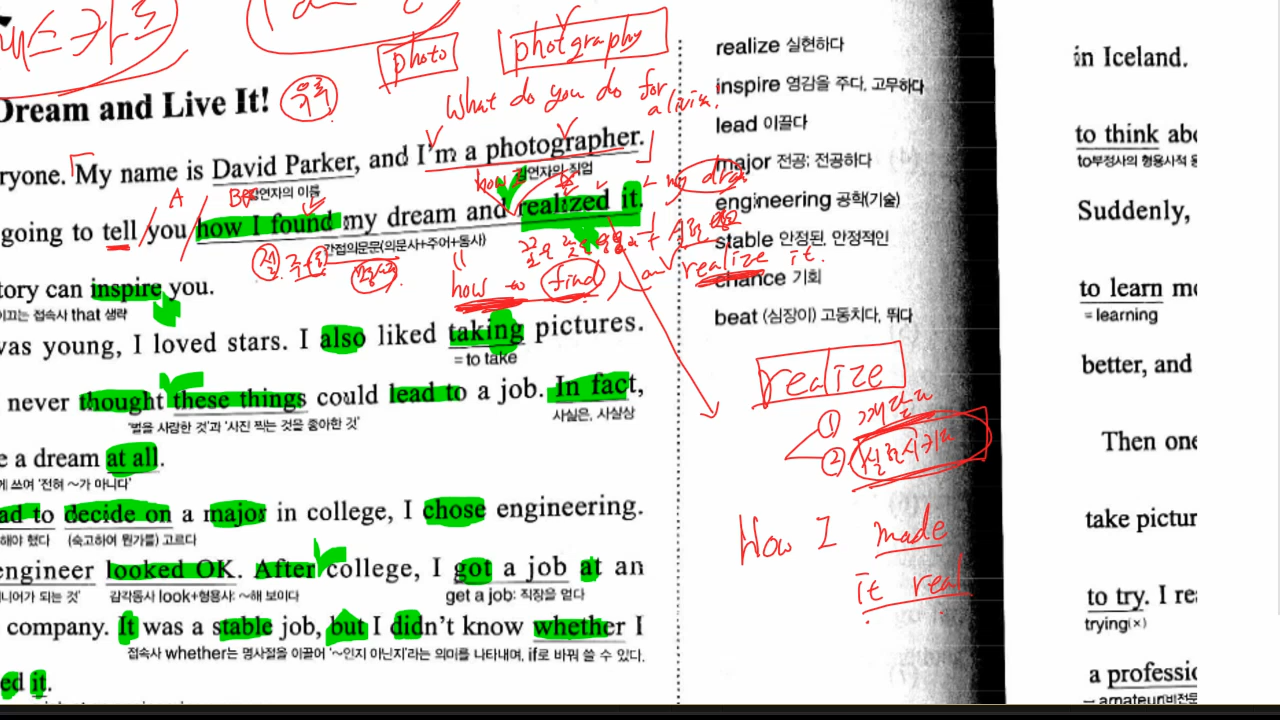 photo photography
What do you do for
a living.
Dream and Live It!
ryone. My name is David Parker, and I'm a photographer.
강연자의 이름
강연자의 직업
A
going to tell you how I found my dream and realized it.
간접의문문(의문사+주어+동사)
how to find
realize it.
tory can inspire you.
이끄는 접속사 that 생략
was young, I loved stars. I also liked taking pictures.
= to take
never thought these things could lead to a job. In fact,
'별을 사랑한 것'과 '사진 찍는 것을 좋아한 것'
사실은, 사실상
e a dream at all.
께 쓰여 '전혀 ~가 아니다'
ad to decide on a major in college, I chose engineering.
해야 했다
(숙고하여 뭔가를) 고르다
engineer looked OK. After college, I got a job at an
니어가 되는 것'
감각동사 look+형용사: ~해 보이다
get a job: 직장을 얻다
company. It was a stable job, but I didn't know whether I
접속사 whether는 명사절을 이끌어 '~인지 아닌지'라는 의미를 나타내며, if로 바꿔 쓸 수 있다.
ed it.
realize 실현하다
inspire 영감을 주다, 고무하다
lead 이끌다
major 전공; 전공하다
engineering 공학(기술)
stable 안정된, 안정적인
chance 기회
beat (심장이) 고동치다, 뛰다
realize
① 깨닫다
② 실현시키다
How I made
it real
in Iceland.
to think abo
to부정사의 형용사적 용
Suddenly,
to learn mo
= learning
better, and
Then one
take pictur
to try. I rea
trying(×)
a professio
↔ amateur(비전문